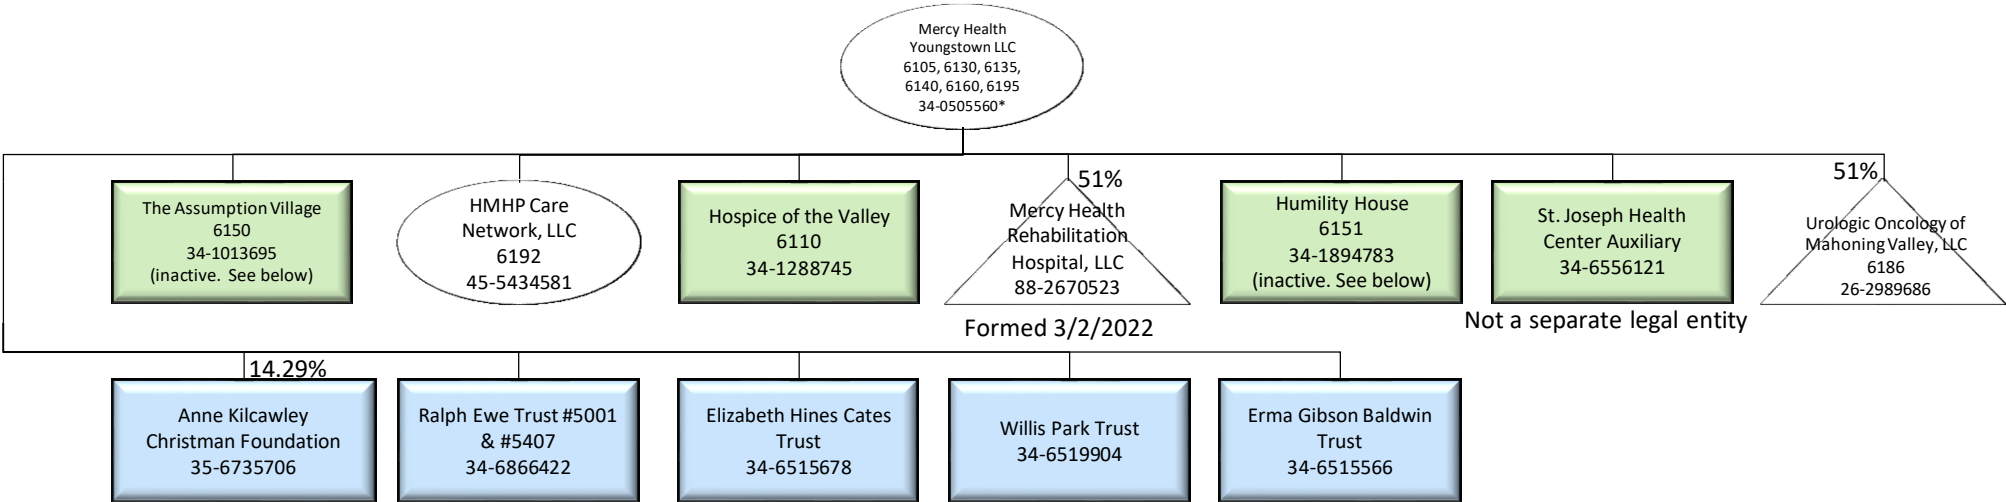 Mercy Health
Youngstown LLC
6105, 6130, 6135,
6140, 6160, 6195
34-0505560*
The Assumption Village
6150
34-1013695
(inactive. See below)
HMHP Care
Network, LLC
6192
45-5434581
Hospice of the Valley
6110
34-1288745
51%
Mercy Health
Rehabilitation
Hospital, LLC
88-2670523
Formed 3/2/2022
Humility House
6151
34-1894783
(inactive. See below)
St. Joseph Health
Center Auxiliary
34-6556121
Not a separate legal entity
51%
Urologic Oncology of
Mahoning Valley, LLC
6186
26-2989686
14.29%
Anne Kilcawley
Christman Foundation
35-6735706
Ralph Ewe Trust #5001
& #5407
34-6866422
Elizabeth Hines Cates
Trust
34-6515678
Willis Park Trust
34-6519904
Erma Gibson Baldwin
Trust
34-6515566